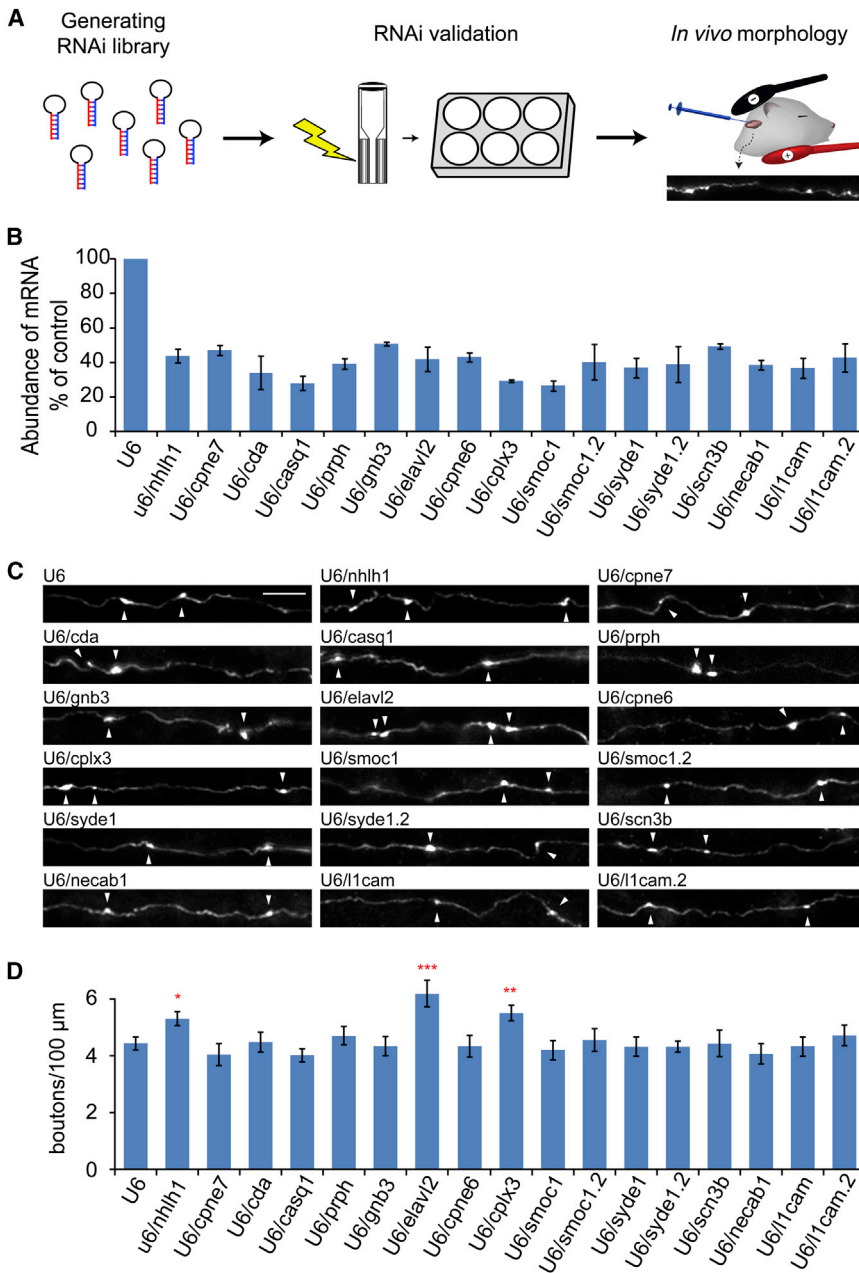 A
Generating
RNAi library
RNAi validation
In vivo morphology
−
+
B
Abundance of mRNA
% of control
100
80
60
40
20
0
U6
u6/nhlh1
U6/cpne7
U6/cda
U6/casq1
U6/prph
U6/gnb3
U6/elavl2
U6/cpne6
U6/cplx3
U6/smoc1
U6/smoc1.2
U6/syde1
U6/syde1.2
U6/scn3b
U6/necab1
U6/l1cam
U6/l1cam.2
C
U6
U6/nhlh1
U6/cpne7
U6/cda
U6/casq1
U6/prph
U6/gnb3
U6/elavl2
U6/cpne6
U6/cplx3
U6/smoc1
U6/smoc1.2
U6/syde1
U6/syde1.2
U6/scn3b
U6/necab1
U6/l1cam
U6/l1cam.2
D
boutons/100 µm
6
4
2
0
*
***
**
U6
u6/nhlh1
U6/cpne7
U6/cda
U6/casq1
U6/prph
U6/gnb3
U6/elavl2
U6/cpne6
U6/cplx3
U6/smoc1
U6/smoc1.2
U6/syde1
U6/syde1.2
U6/scn3b
U6/necab1
U6/l1cam
U6/l1cam.2